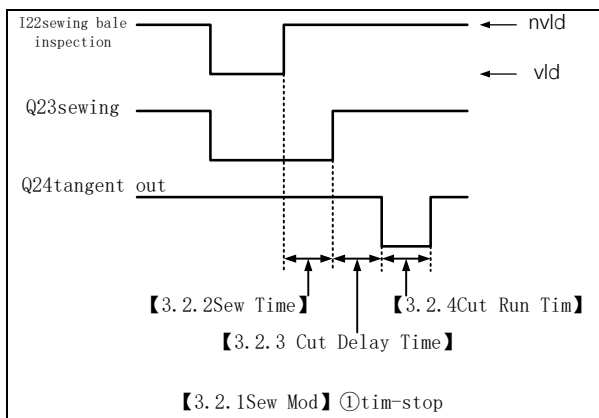 I22sewing bale
inspection
nvld
vld
Q23sewing
Q24tangent out
【3.2.2Sew Time】
【3.2.4Cut Run Tim】
【3.2.3 Cut Delay Time】
【3.2.1Sew Mod】①tim-stop